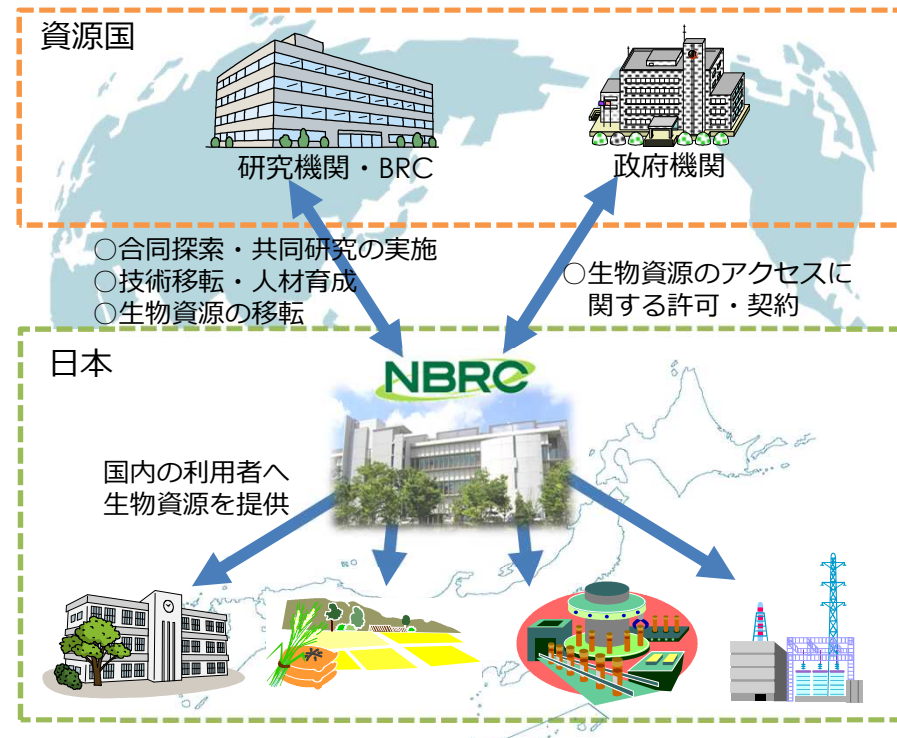 資源国
研究機関・BRC
政府機関
○合同探索・共同研究の実施
○技術移転・人材育成
○生物資源の移転
○生物資源のアクセスに
関する許可・契約
日本
NBRC
国内の利用者へ
生物資源を提供